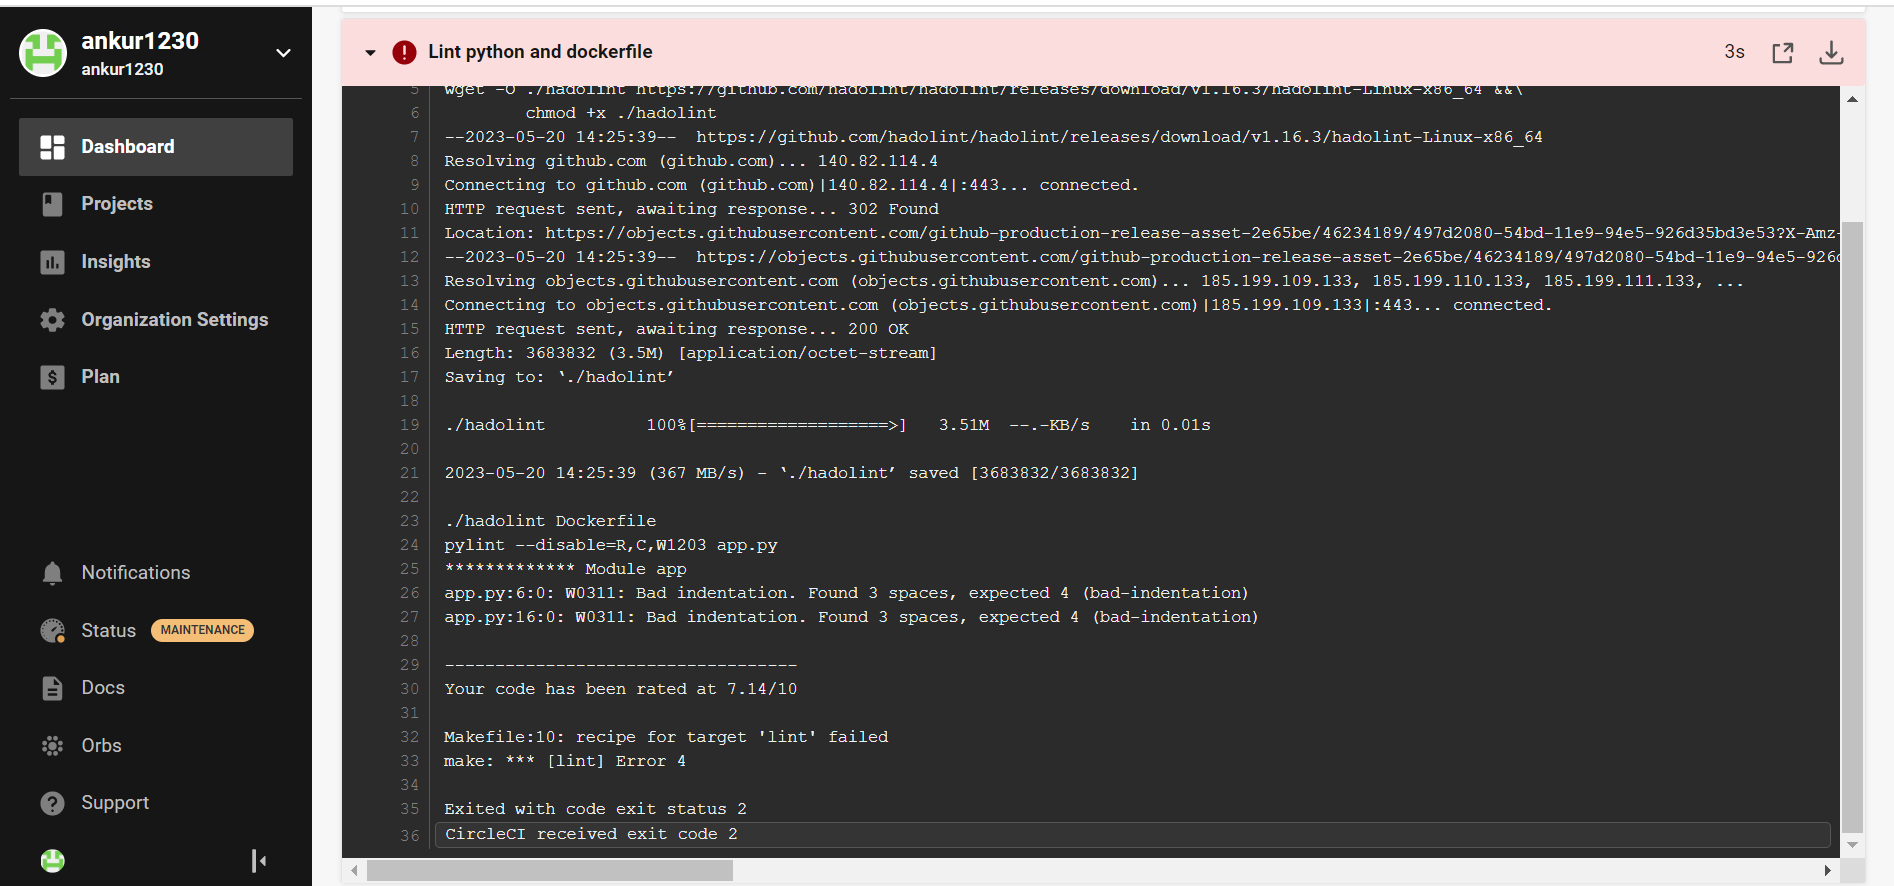 ankur1230
ankur1230
Dashboard
Projects
Insights
Organization Settings
Plan
Notifications
Status MAINTENANCE
Docs
Orbs
Support
Lint python and dockerfile 3s
5 wget -O ./hadolint https://github.com/hadolint/hadolint/releases/download/v1.16.3/hadolint-Linux-x86_64 &&\
6 chmod +x ./hadolint
7 --2023-05-20 14:25:39-- https://github.com/hadolint/hadolint/releases/download/v1.16.3/hadolint-Linux-x86_64
8 Resolving github.com (github.com)... 140.82.114.4
9 Connecting to github.com (github.com)|140.82.114.4|:443... connected.
10 HTTP request sent, awaiting response... 302 Found
11 Location: https://objects.githubusercontent.com/github-production-release-asset-2e65be/46234189/497d2080-54bd-11e9-94e5-926d35bd3e53?X-Amz-
12 --2023-05-20 14:25:39-- https://objects.githubusercontent.com/github-production-release-asset-2e65be/46234189/497d2080-54bd-11e9-94e5-926d
13 Resolving objects.githubusercontent.com (objects.githubusercontent.com)... 185.199.109.133, 185.199.110.133, 185.199.111.133, ...
14 Connecting to objects.githubusercontent.com (objects.githubusercontent.com)|185.199.109.133|:443... connected.
15 HTTP request sent, awaiting response... 200 OK
16 Length: 3683832 (3.5M) [application/octet-stream]
17 Saving to: ‘./hadolint’
18
19 ./hadolint 100%[===================>] 3.51M --.-KB/s in 0.01s
20
21 2023-05-20 14:25:39 (367 MB/s) - ‘./hadolint’ saved [3683832/3683832]
22
23 ./hadolint Dockerfile
24 pylint --disable=R,C,W1203 app.py
25 ************* Module app
26 app.py:6:0: W0311: Bad indentation. Found 3 spaces, expected 4 (bad-indentation)
27 app.py:16:0: W0311: Bad indentation. Found 3 spaces, expected 4 (bad-indentation)
28
29 -----------------------------------
30 Your code has been rated at 7.14/10
31
32 Makefile:10: recipe for target 'lint' failed
33 make: *** [lint] Error 4
34
35 Exited with code exit status 2
36 CircleCI received exit code 2